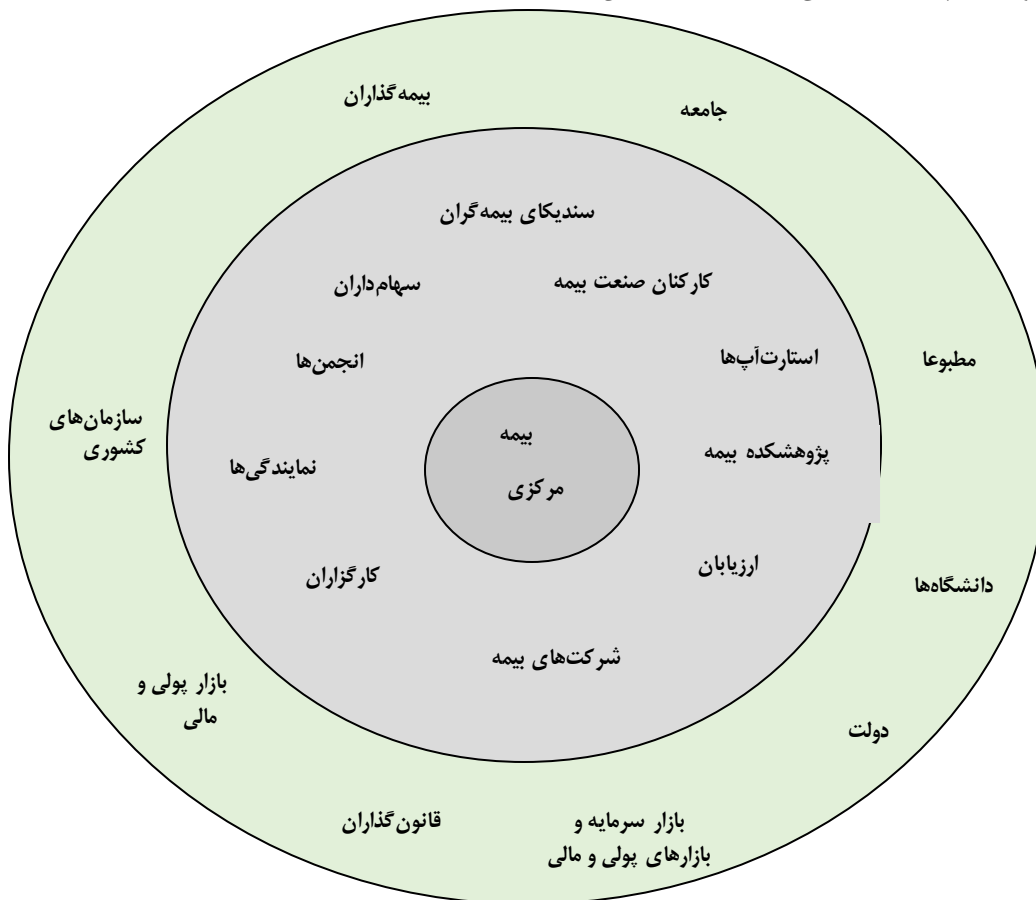 بیمه‌گذاران
جامعه
سندیکای بیمه‌گران
سهام‌داران
کارکنان صنعت بیمه
انجمن‌ها
استارت‌آپ‌ها
مطبوعا
سازمان‌های
کشوری
بیمه
مرکزی
پژوهشکده بیمه
نمایندگی‌ها
ارزیابان
کارگزاران
دانشگاه‌ها
شرکت‌های بیمه
بازار پولی و
مالی
دولت
قانون‌گذاران
بازار سرمایه و
بازارهای پولی و مالی